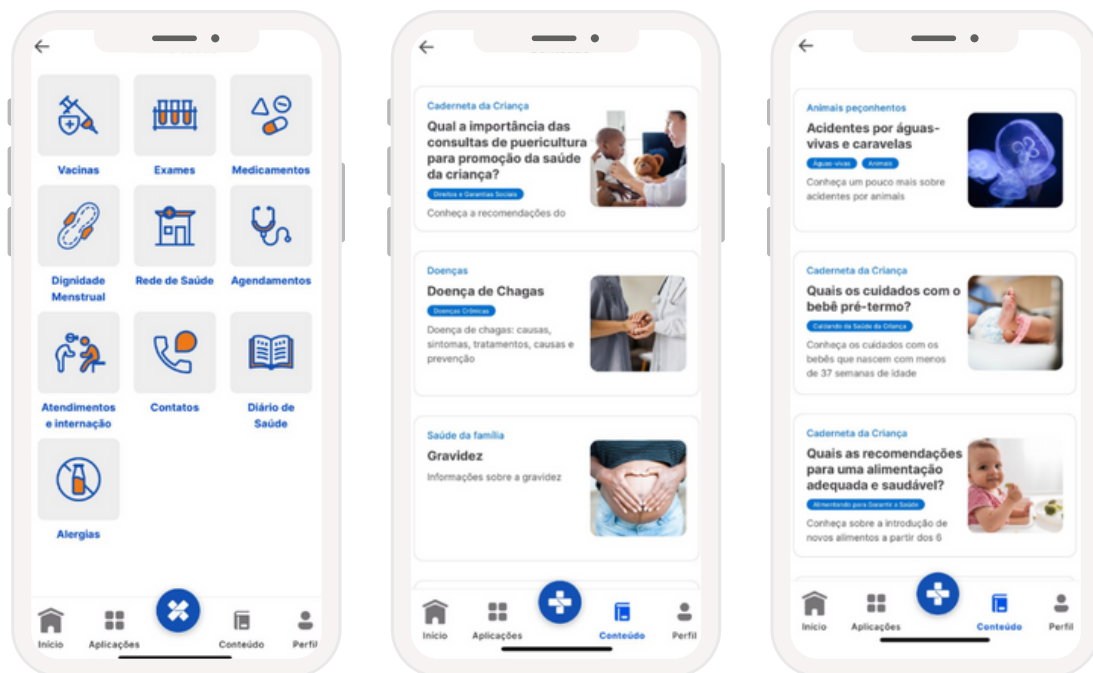 Vacinas
Exames
Medicamentos
Dignidade
Menstrual
Rede de Saúde
Agendamentos
Atendimentos
e internação
Contatos
Diário de
Saúde
Alergias
Início
Aplicações
Conteúdo
Perfil
Caderneta da Criança
Qual a importância das
consultas de puericultura
para promoção da saúde
da criança?
Direitos e Garantias Sociais
Conheça a recomendações do
Doenças
Doença de Chagas
Doenças Crônicas
Doença de chagas: causas,
sintomas, tratamentos, causas e
prevenção
Saúde da família
Gravidez
Informações sobre a gravidez
Início
Aplicações
Conteúdo
Perfil
Animais peçonhentos
Acidentes por águas-
vivas e caravelas
Águas-vivas
Animais
Conheça um pouco mais sobre
acidentes por animais
Caderneta da Criança
Quais os cuidados com o
bebê pré-termo?
Cuidando da Saúde da Criança
Conheça os cuidados com os
bebês que nascem com menos
de 37 semanas de idade
Caderneta da Criança
Quais as recomendações
para uma alimentação
adequada e saudável?
Alimentando para Garantir a Saúde
Conheça sobre a introdução de
novos alimentos a partir dos 6
Início
Aplicações
Conteúdo
Perfil